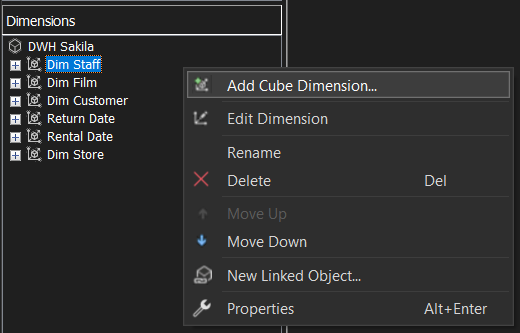 Dimensions
DWH Sakila
Dim Staff
Dim Film
Dim Customer
Return Date
Rental Date
Dim Store
Add Cube Dimension...
Edit Dimension
Rename
Delete Del
Move Up
Move Down
New Linked Object...
Properties Alt+Enter